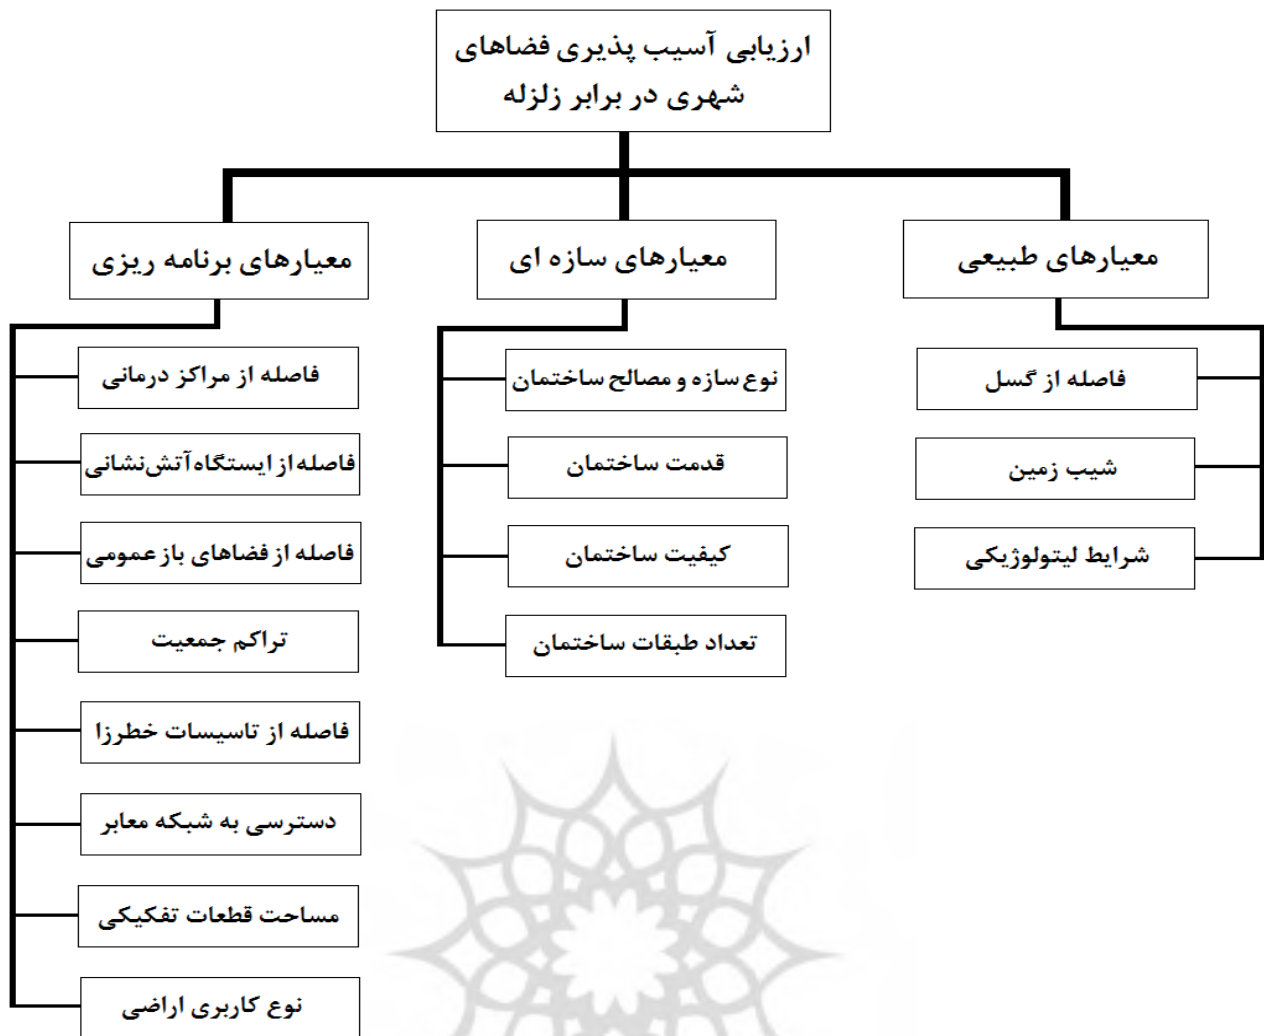 ارزیابی آسیب پذیری فضاهای
شهری در برابر زلزله
معیارهای طبیعی
فاصله از گسل
شیب زمین
شرایط لیتولوژیکی
معیارهای سازه ای
نوع سازه و مصالح ساختمان
قدمت ساختمان
کیفیت ساختمان
تعداد طبقات ساختمان
معیارهای برنامه ریزی
فاصله از مراکز درمانی
فاصله از ایستگاه آتش‌نشانی
فاصله از فضاهای باز عمومی
تراکم جمعیت
فاصله از تاسیسات خطرزا
دسترسی به شبکه معابر
مساحت قطعات تفکیکی
نوع کاربری اراضی